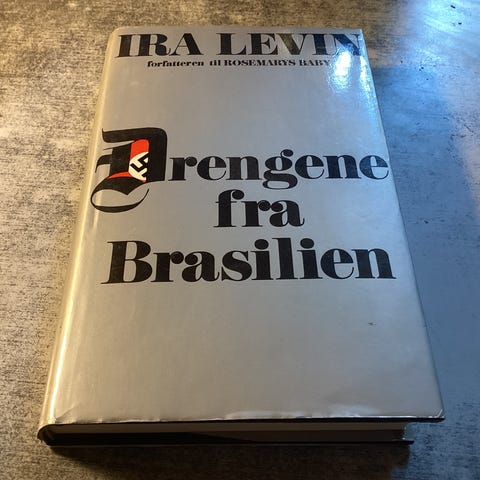 IRA LEVIN
forfatteren til ROSEMARYS BABY
Drengene
fra
Brasilien